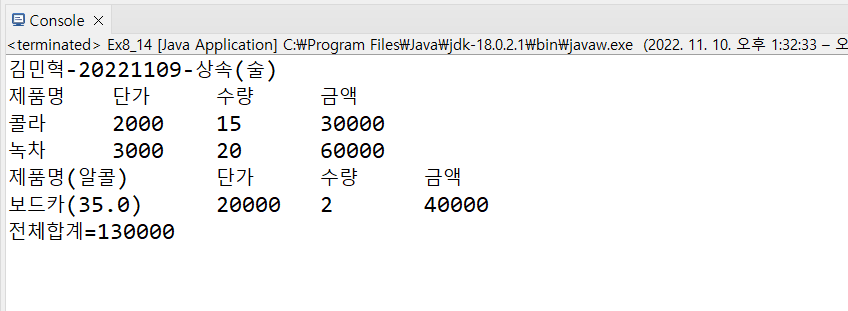 Console
<terminated> Ex8_14 [Java Application] C:₩Program Files₩Java₩jdk-18.0.2.1₩bin₩javaw.exe (2022. 11. 10. 오후 1:32:33 – 오
김민혁-20221109-상속(술)
제품명 단가 수량 금액
콜라 2000 15 30000
녹차 3000 20 60000
제품명(알콜) 단가 수량 금액
보드카(35.0) 20000 2 40000
전체합계=130000